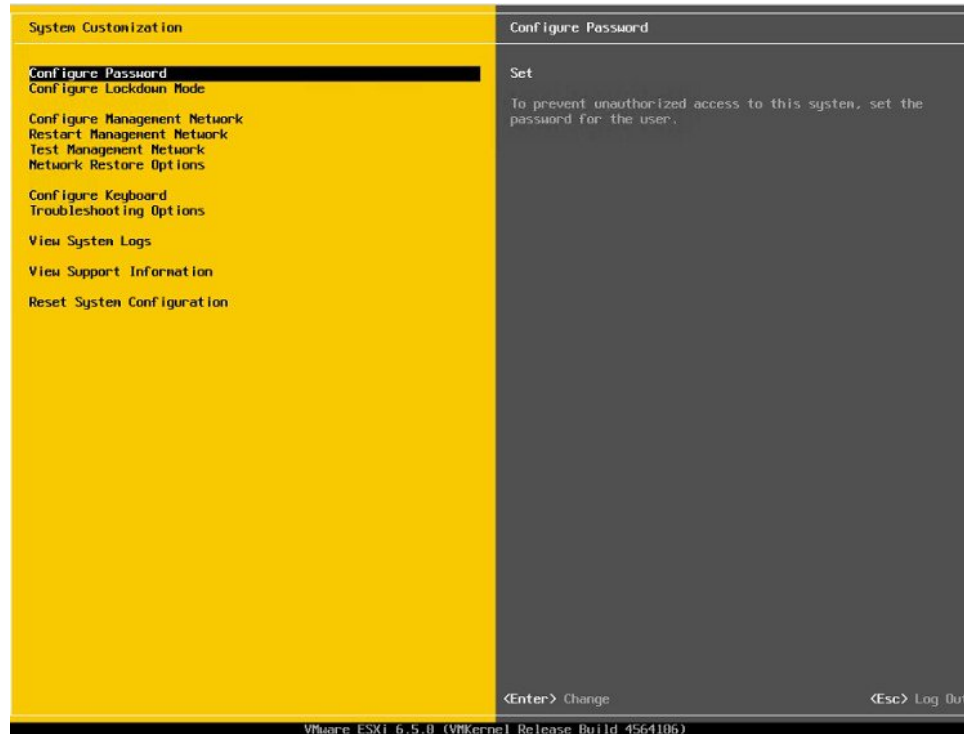 System Customization
Configure Password
Configure Lockdown Mode
Configure Management Network
Restart Management Network
Test Management Network
Network Restore Options
Configure Keyboard
Troubleshooting Options
View System Logs
View Support Information
Reset System Configuration
Configure Password
Set
To prevent unauthorized access to this system, set the
password for the user.
<Enter> Change
<Esc> Log Out
VMware ESXi 6.5.0 (VMKernel Release Build 4564106)